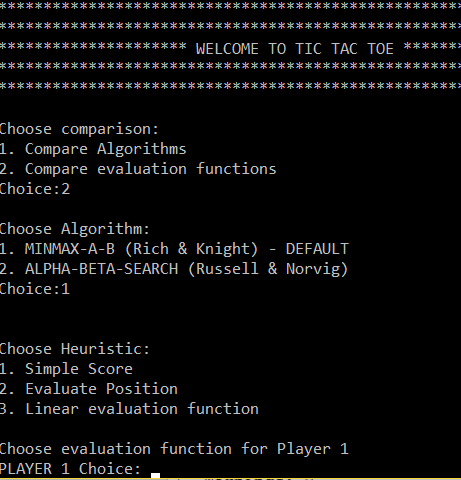 ****************************************************
****************************************************
********************* WELCOME TO TIC TAC TOE *******
****************************************************
****************************************************
Choose comparison:
1. Compare Algorithms
2. Compare evaluation functions
Choice:2
Choose Algorithm:
1. MINMAX-A-B (Rich & Knight) - DEFAULT
2. ALPHA-BETA-SEARCH (Russell & Norvig)
Choice:1
Choose Heuristic:
1. Simple Score
2. Evaluate Position
3. Linear evaluation function
Choose evaluation function for Player 1
PLAYER 1 Choice: